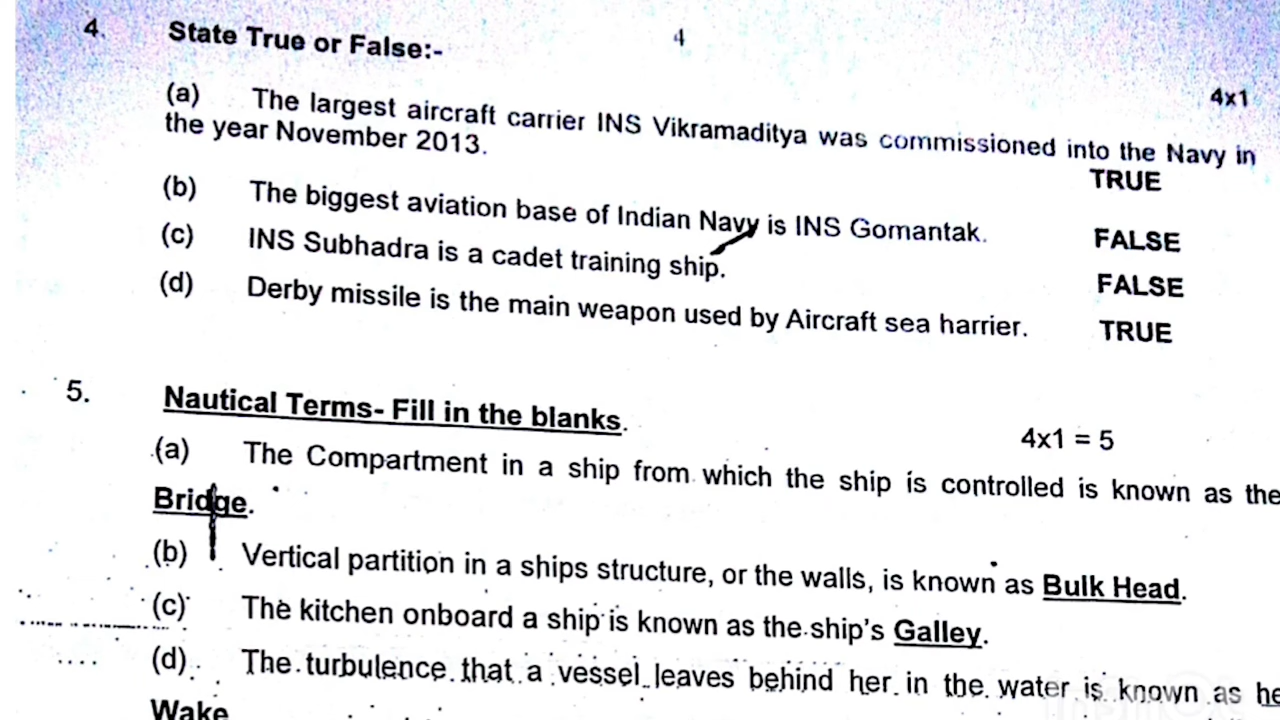 4
4. State True or False:-
4x1
(a) The largest aircraft carrier INS Vikramaditya was commissioned into the Navy in
the year November 2013.
TRUE
(b) The biggest aviation base of Indian Navy is INS Gomantak. FALSE
(c) INS Subhadra is a cadet training ship. FALSE
(d) Derby missile is the main weapon used by Aircraft sea harrier. TRUE
5. Nautical Terms- Fill in the blanks.
4x1 = 5
(a) The Compartment in a ship from which the ship is controlled is known as the
Bridge.
(b) Vertical partition in a ships structure, or the walls, is known as Bulk Head.
(c) The kitchen onboard a ship is known as the ship's Galley.
(d) The turbulence that a vessel leaves behind her in the water is known as he
Wake